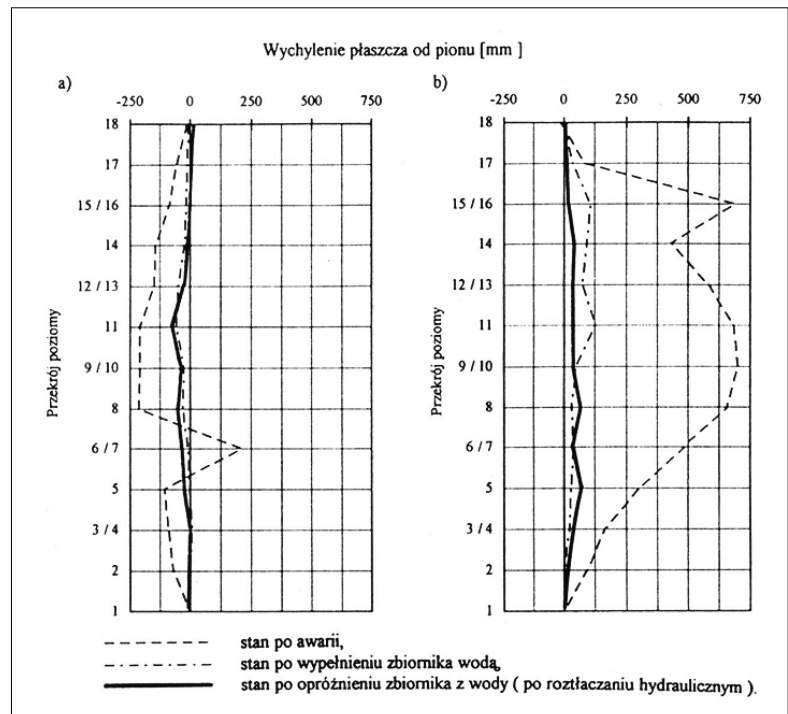 Wychylenie płaszcza od pionu [mm ]
a)
-250 0 250 500 750
18
17
15 / 16
14
12 / 13
11
9 / 10
8
6 / 7
5
3 / 4
2
1
Przekrój poziomy
b)
-250 0 250 500 750
18
17
15 / 16
14
12 / 13
11
9 / 10
8
6 / 7
5
3 / 4
2
1
Przekrój poziomy
stan po awarii,
stan po wypełnieniu zbiornika wodą,
stan po opróżnieniu zbiornika z wody ( po roztłaczaniu hydraulicznym ).